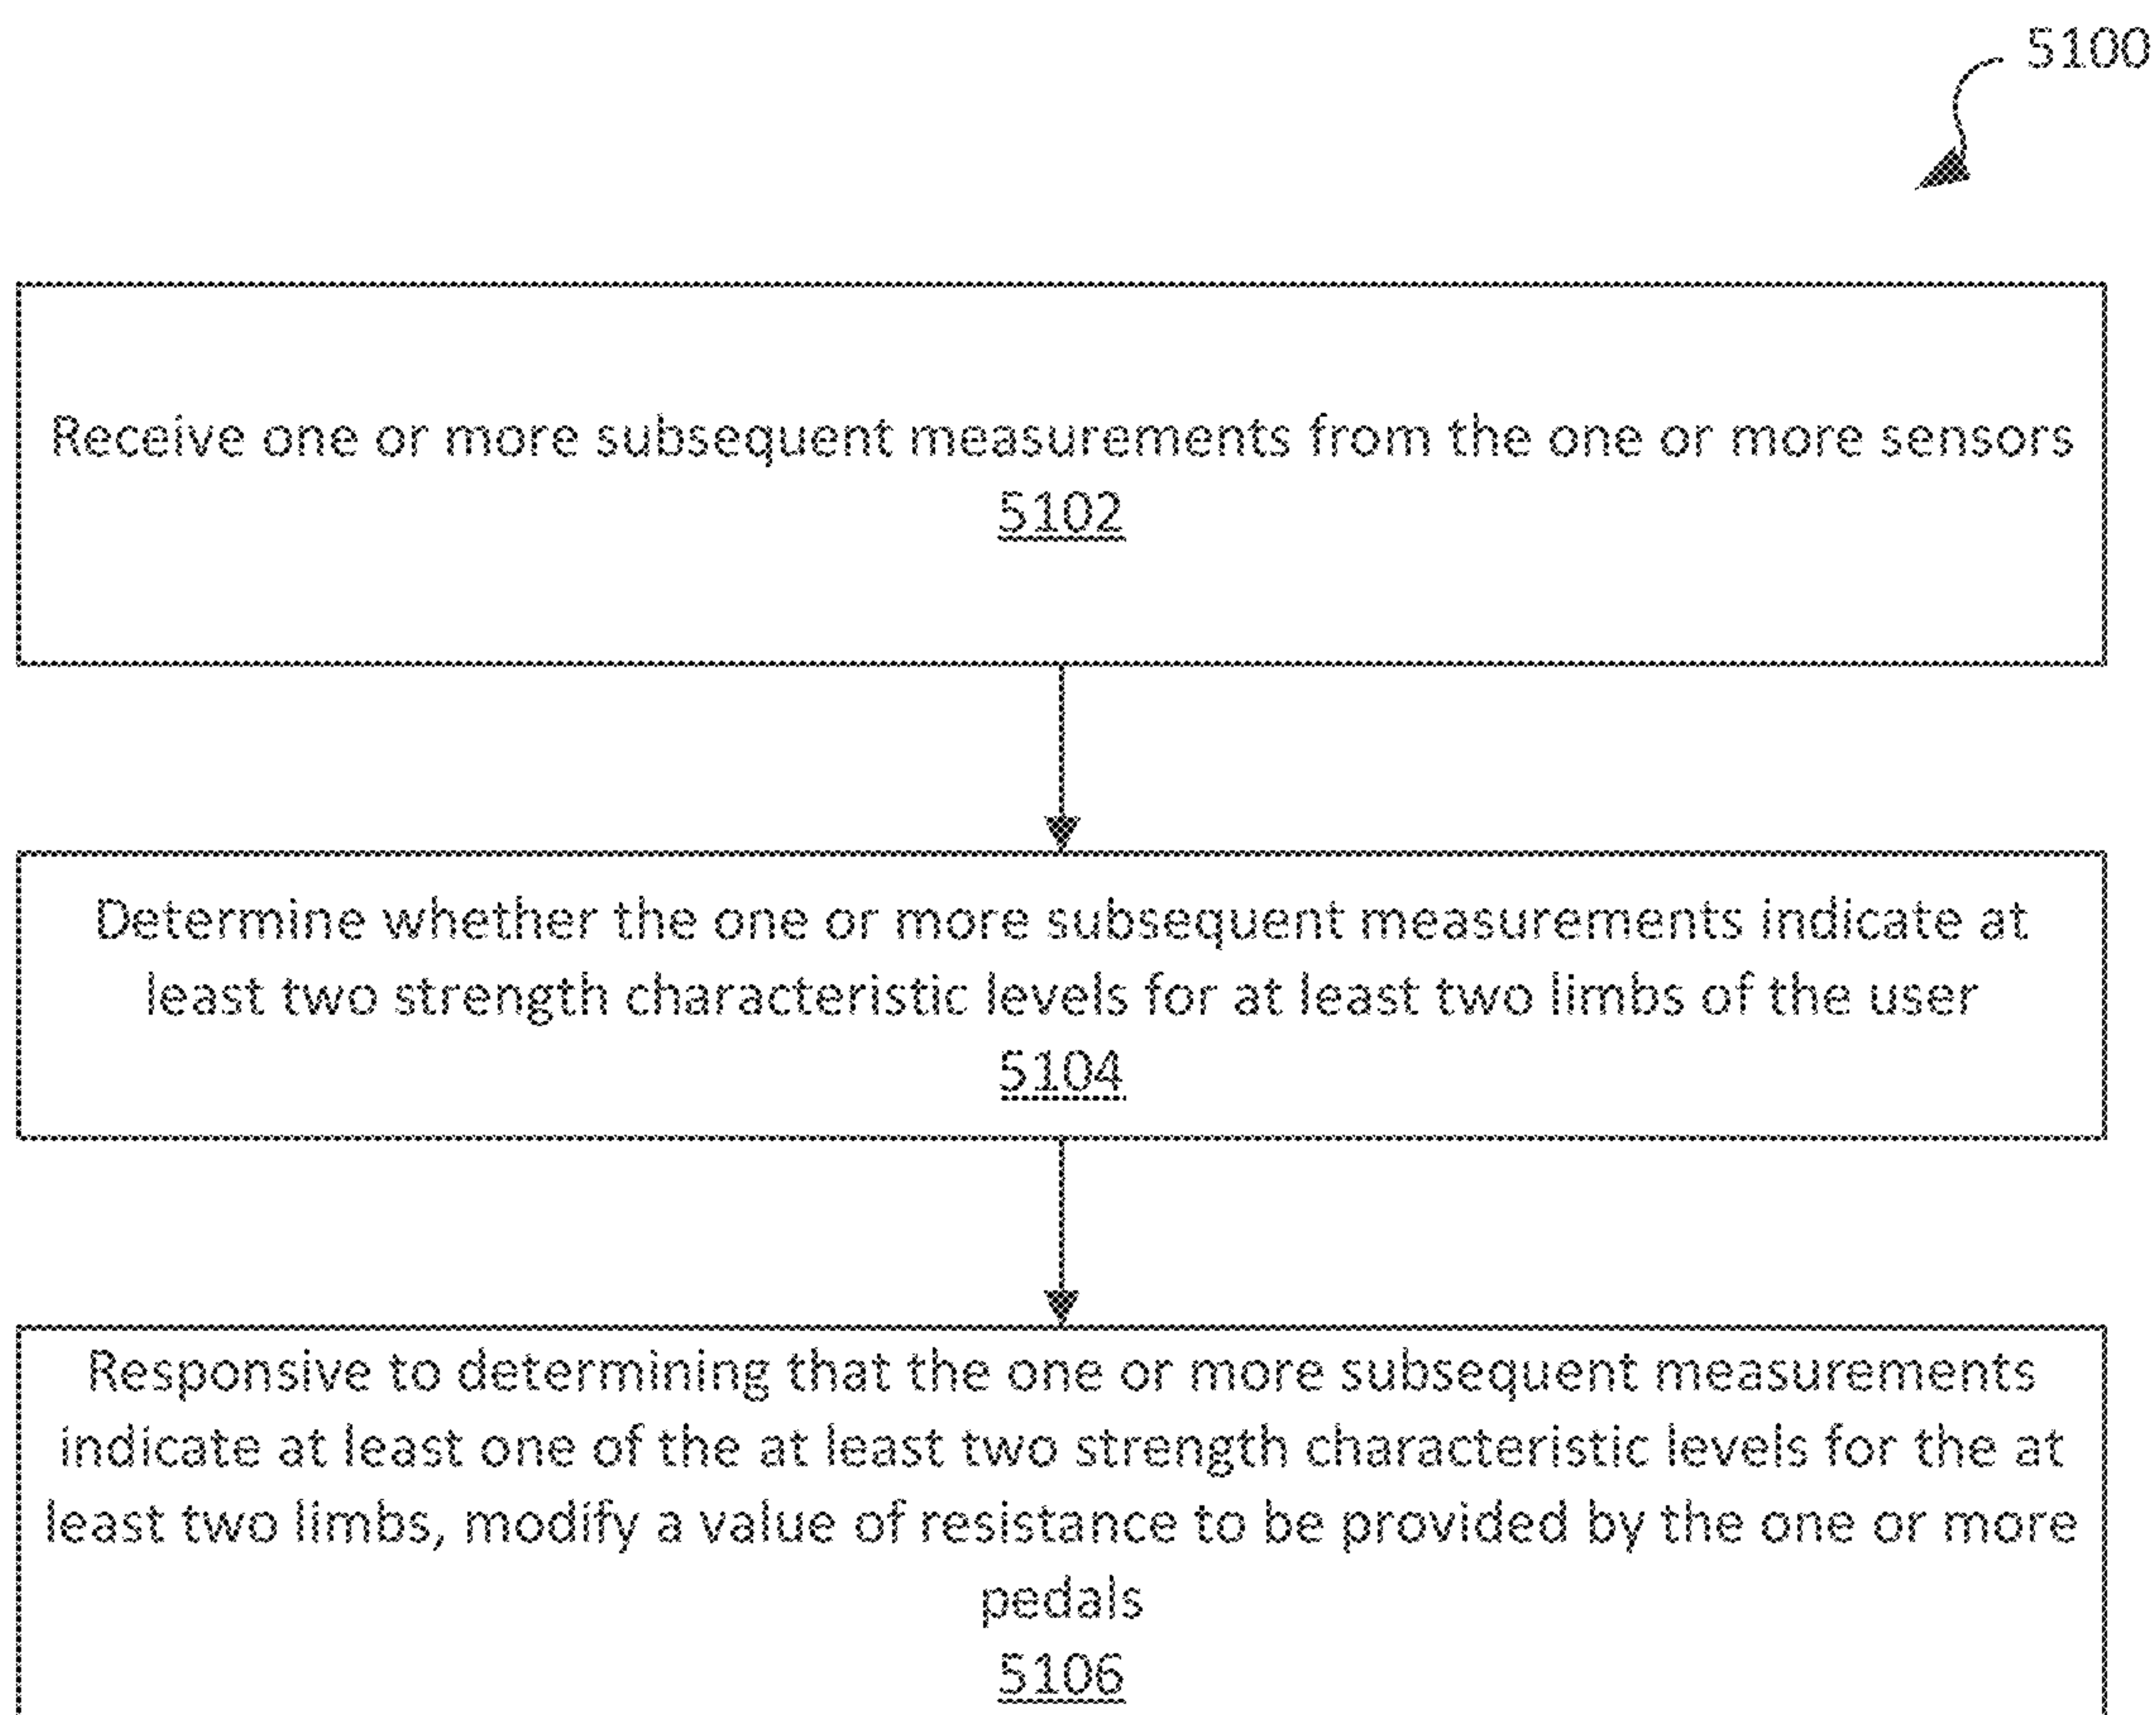 5100
Receive one or more subsequent measurements from the one or more sensors
5102
Determine whether the one or more subsequent measurements indicate at
least two strength characteristic levels for at least two limbs of the user
5104
Responsive to determining that the one or more subsequent measurements
indicate at least one of the at least two strength characteristic levels for the at
least two limbs, modify a value of resistance to be provided by the one or more
pedals
5106